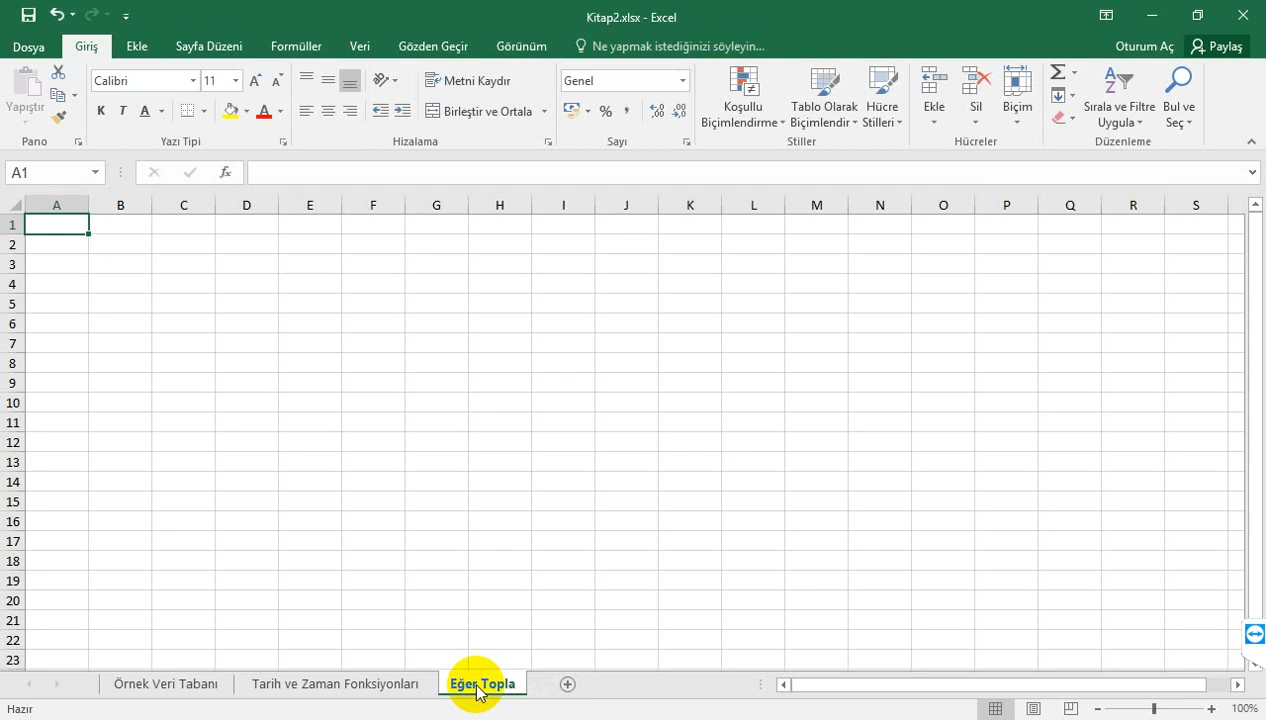 Kitap2.xlsx - Excel
Dosya Giriş Ekle Sayfa Düzeni Formüller Veri Gözden Geçir Görünüm Ne yapmak istediğinizi söyleyin... Oturum Aç Paylaş
Yapıştır
Calibri 11
K T A
Metni Kaydır
Birleştir ve Ortala
Genel
%
Koşullu Biçimlendirme
Tablo Olarak Biçimlendir
Hücre Stilleri
Ekle
Sil
Biçim
Sırala ve Filtre Uygula
Bul ve Seç
Pano Yazı Tipi Hizalama Sayı Stiller Hücreler Düzenleme
A1 fx
A B C D E F G H I J K L M N O P Q R S
1
2
3
4
5
6
7
8
9
10
11
12
13
14
15
16
17
18
19
20
21
22
23
Örnek Veri Tabanı Tarih ve Zaman Fonksiyonları Eğer Topla
Hazır 100%